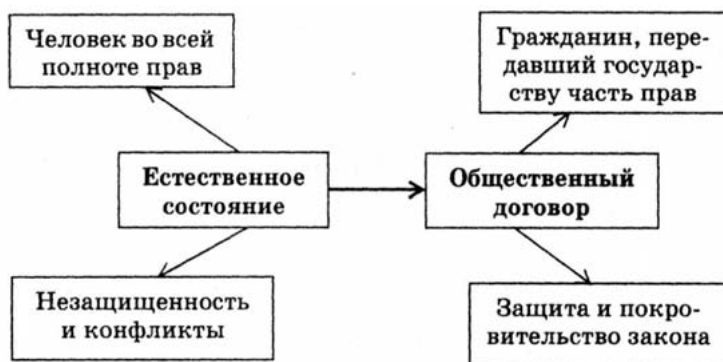 Человек во всей
полноте прав
Гражданин, пере-
давший государ-
ству часть прав
Естественное
состояние
Общественный
договор
Незащищенность
и конфликты
Защита и покро-
вительство закона